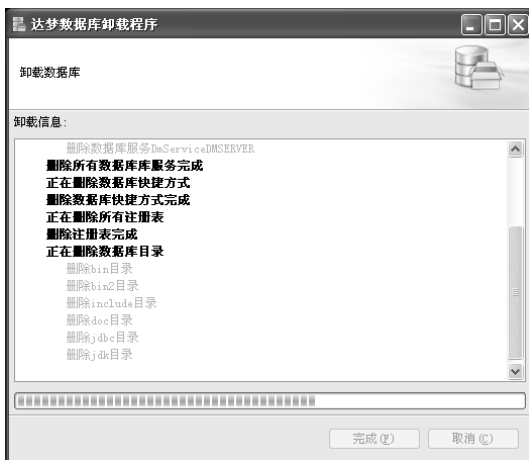 达梦数据库卸载程序
卸载数据库
卸载信息:
删除数据库服务DmServiceDMSERVER
删除所有数据库库服务完成
正在删除数据库快捷方式
删除数据库快捷方式完成
正在删除所有注册表
删除注册表完成
正在删除数据库目录
删除bin目录
删除bin2目录
删除include目录
删除doc目录
删除jdbc目录
删除jdk目录
完成(F) 取消(C)